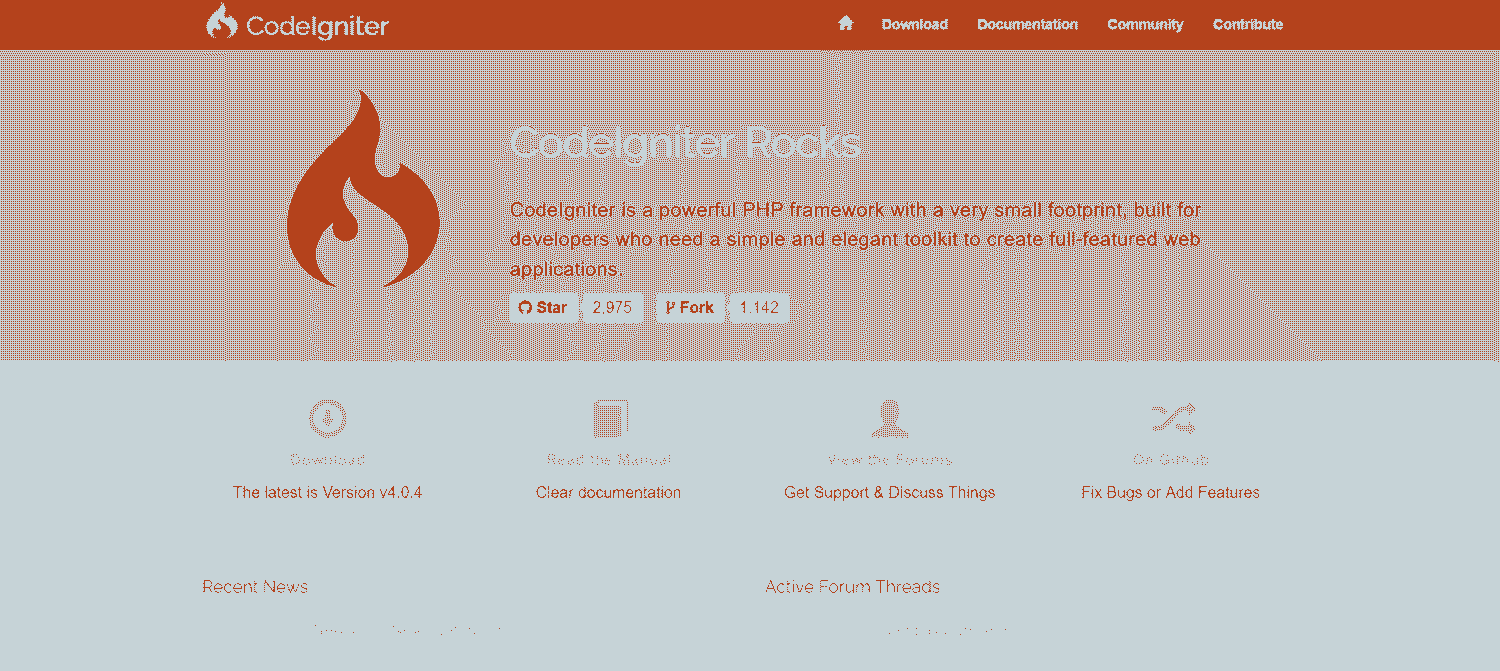 CodeIgniter
Download Documentation Community Contribute
CodeIgniter Rocks
CodeIgniter is a powerful PHP framework with a very small footprint, built for
developers who need a simple and elegant toolkit to create full-featured web
applications.
Star 2,975 Fork 1,142
Download Read the Manual View the Forums On Github
The latest is Version v4.0.4 Clear documentation Get Support & Discuss Things Fix Bugs or Add Features
Recent News Active Forum Threads